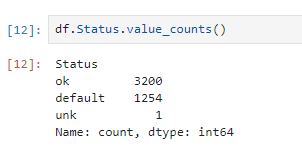 [12]: df.Status.value_counts()
[12]: Status
ok 3200
default 1254
unk 1
Name: count, dtype: int64